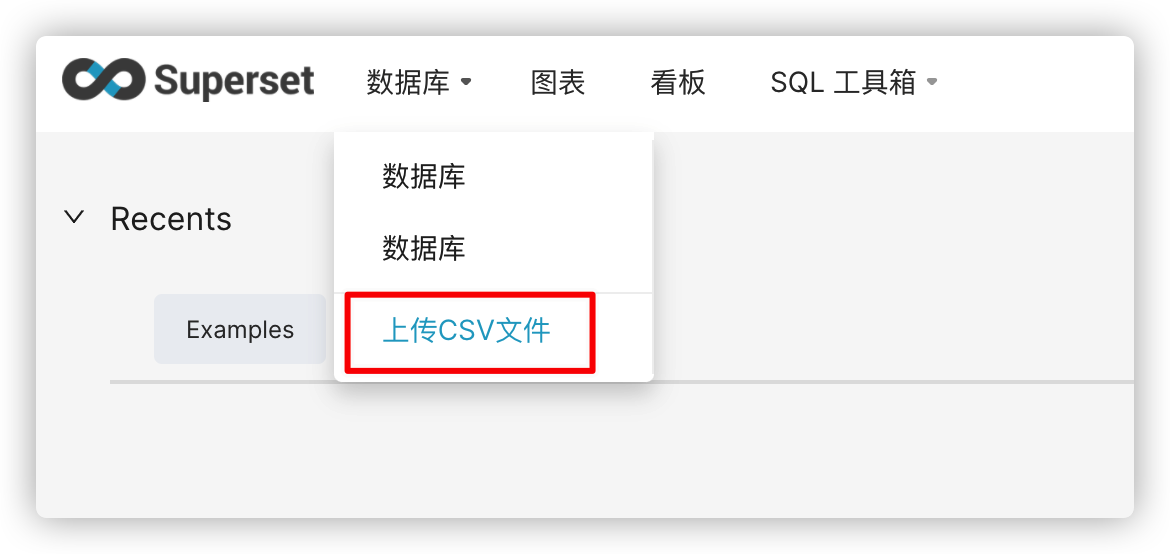 Superset 数据库 图表 看板 SQL 工具箱
数据库
Recents
数据库
Examples
上传CSV文件